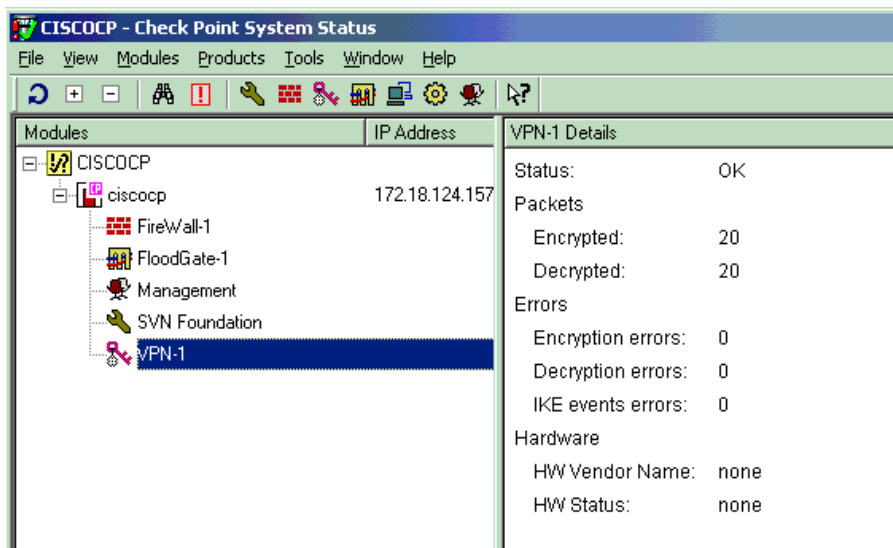 CISCOCP - Check Point System Status
File View Modules Products Tools Window Help
Modules IP Address
CISCOCP
ciscocp 172.18.124.157
FireWall-1
FloodGate-1
Management
SVN Foundation
VPN-1
VPN-1 Details
Status: OK
Packets
Encrypted: 20
Decrypted: 20
Errors
Encryption errors: 0
Decryption errors: 0
IKE events errors: 0
Hardware
HW Vendor Name: none
HW Status: none